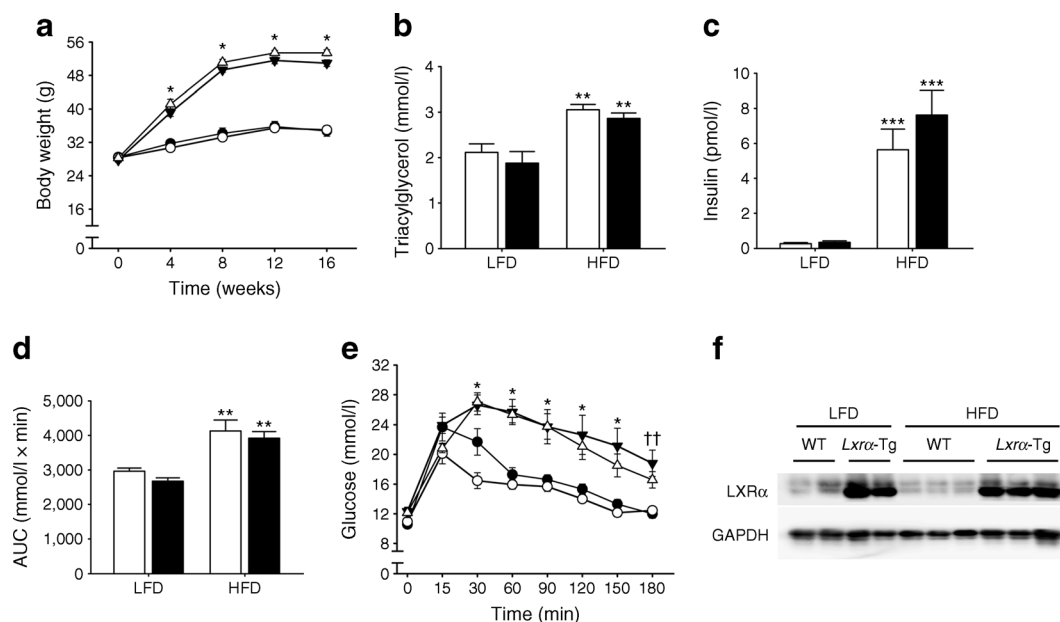 a
Body weight (g)
56
48
40
32
24
16
* * * * 
0 4 8 12 16
Time (weeks)
b
Triacylglycerol (mmol/l)
4
3
2
1
0
** **
LFD HFD
c
Insulin (pmol/l)
10
8
6
4
2
0
*** ***
LFD HFD
d
AUC (mmol/l × min)
5,000
4,000
3,000
2,000
1,000
0
** **
LFD HFD
e
Glucose (mmol/l)
32
28
24
20
16
12
8
* * * * * ††
0 15 30 60 90 120 150 180
Time (min)
f
LFD HFD
WT Lxrα-Tg WT Lxrα-Tg
LXRα
GAPDH